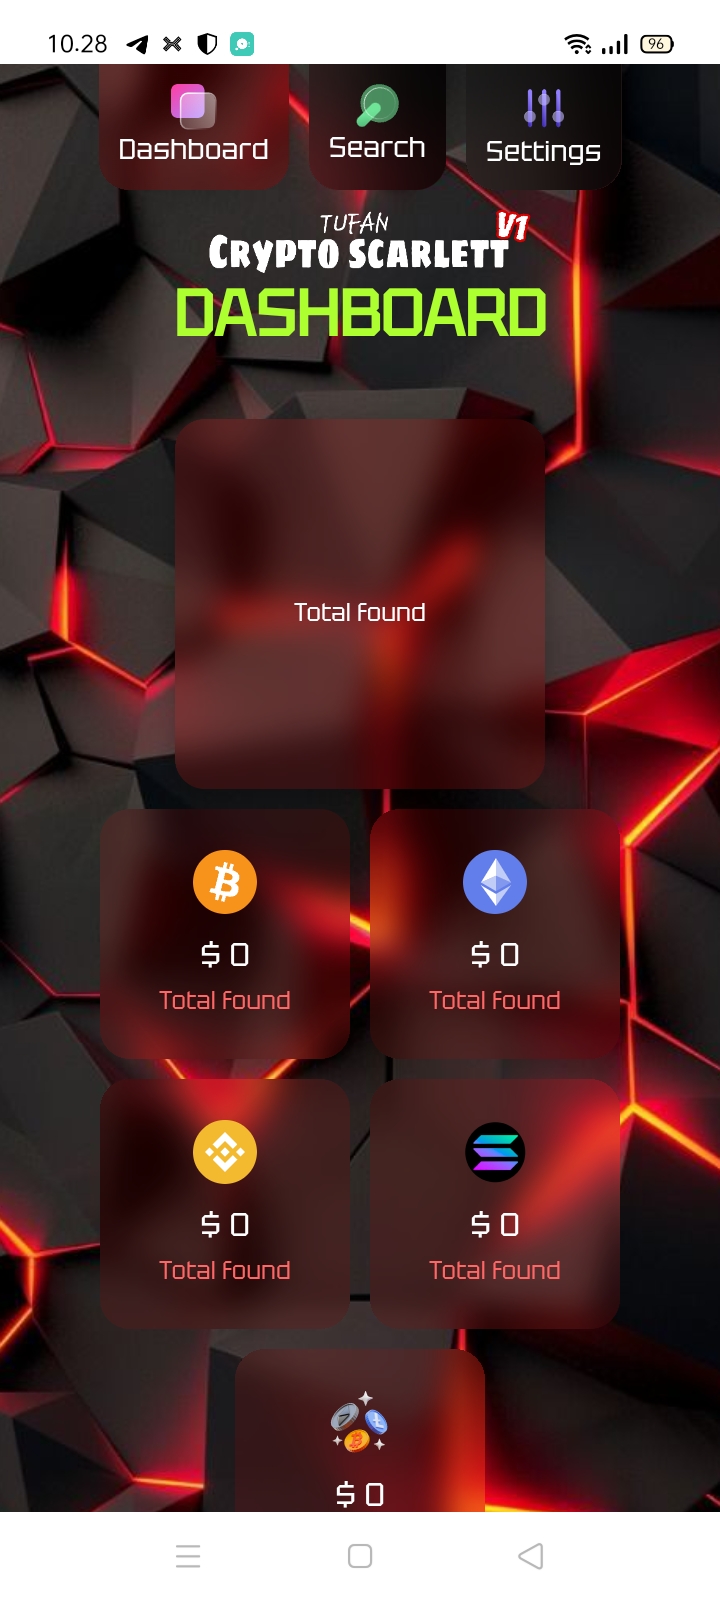 10.28
96
Dashboard
Search
Settings
TUFAN
CRYPTO SCARLETT V1
DASHBOARD
Total found
$ 0
Total found
$ 0
Total found
$ 0
Total found
$ 0
Total found
$ 0